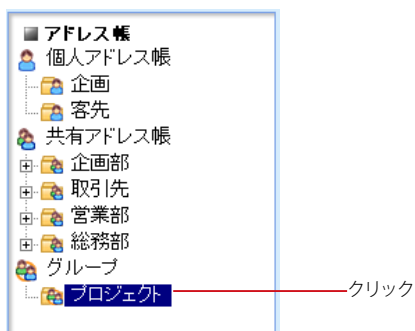 ■ アドレス帳
個人アドレス帳
企画
客先
共有アドレス帳
企画部
取引先
営業部
総務部
グループ
プロジェクト
クリック